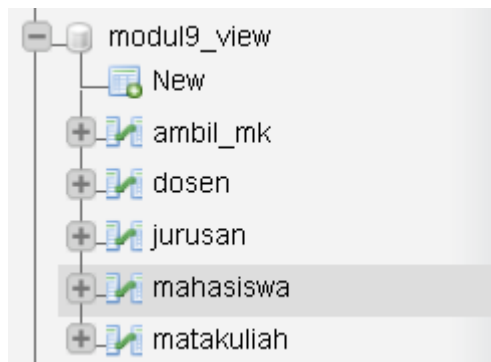 modul9_view
New
ambil_mk
dosen
jurusan
mahasiswa
matakuliah